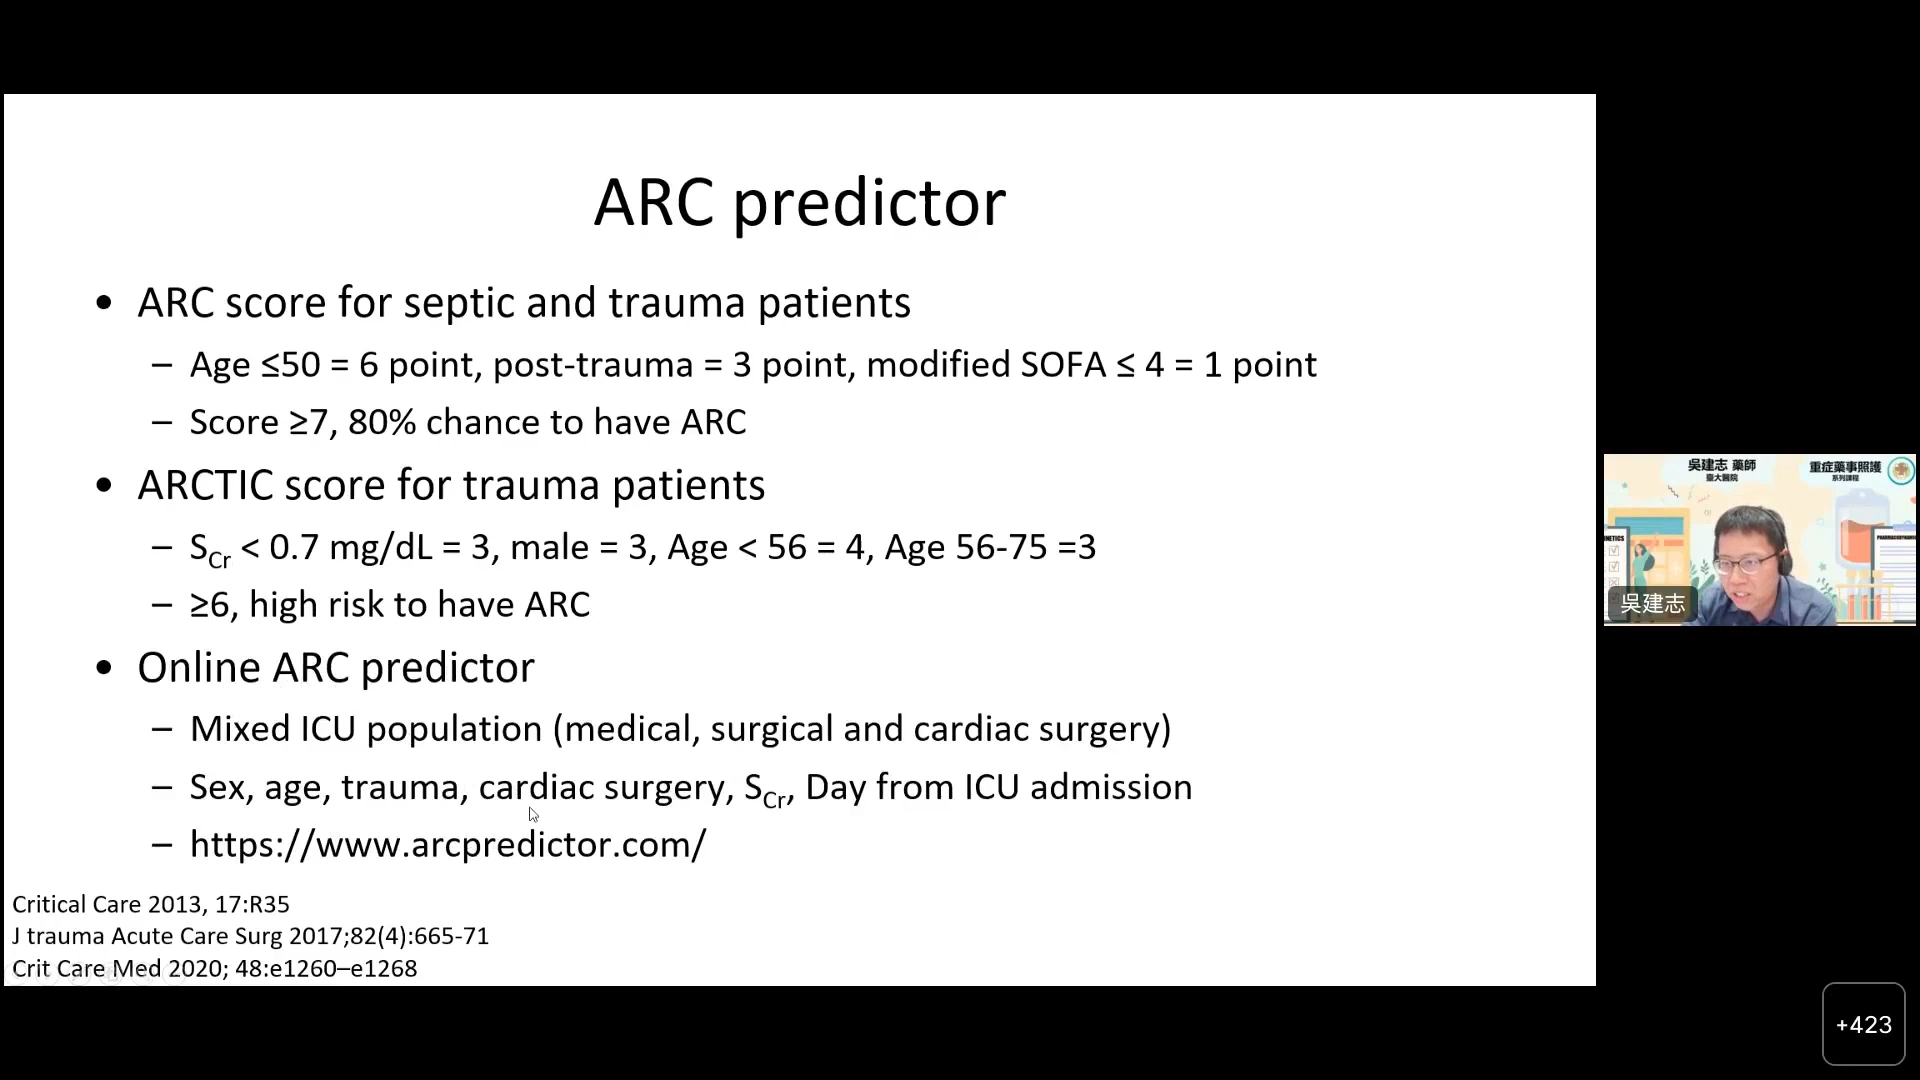 ARC predictor
• ARC score for septic and trauma patients
– Age ≤50 = 6 point, post-trauma = 3 point, modified SOFA ≤ 4 = 1 point
– Score ≥7, 80% chance to have ARC
• ARCTIC score for trauma patients
– SCr < 0.7 mg/dL = 3, male = 3, Age < 56 = 4, Age 56-75 =3
– ≥6, high risk to have ARC
• Online ARC predictor
– Mixed ICU population (medical, surgical and cardiac surgery)
– Sex, age, trauma, cardiac surgery, SCr, Day from ICU admission
– https://www.arcpredictor.com/
Critical Care 2013, 17:R35
J trauma Acute Care Surg 2017;82(4):665-71
Crit Care Med 2020; 48:e1260–e1268
吳建志 藥師
臺大醫院
重症藥事照護
系列課程
吳建志
+423